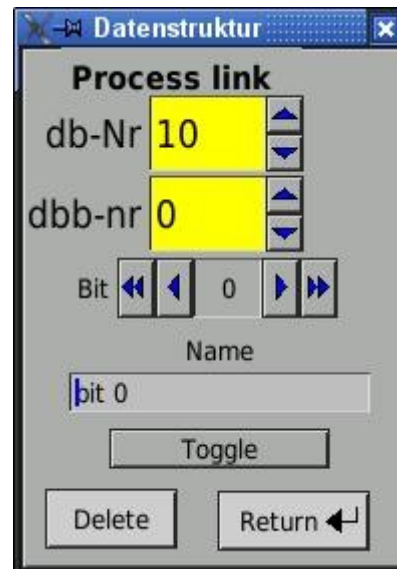 Datenstruktur
Process link
db-Nr 10
dbb-nr 0
Bit 0
Name
bit 0
Toggle
Delete Return